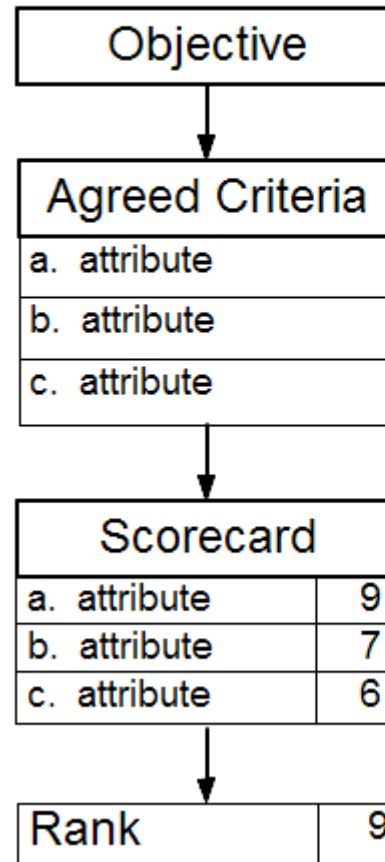 Objective
Agreed Criteria
a. attribute
b. attribute
c. attribute
Scorecard
a. attribute 9
b. attribute 7
c. attribute 6
Rank 9